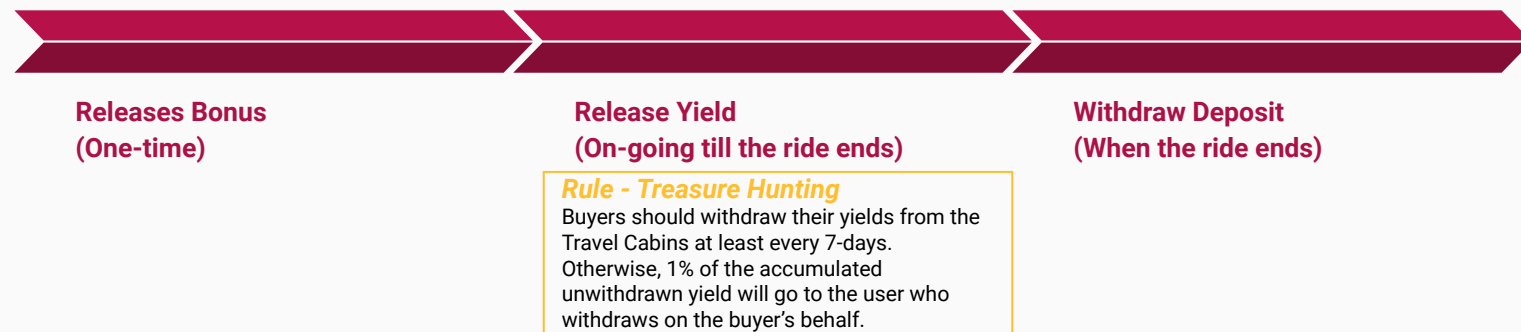 Releases Bonus
(One-time)
Release Yield
(On-going till the ride ends)
Rule - Treasure Hunting
Buyers should withdraw their yields from the
Travel Cabins at least every 7-days.
Otherwise, 1% of the accumulated
unwithdrawn yield will go to the user who
withdraws on the buyer’s behalf.
Withdraw Deposit
(When the ride ends)